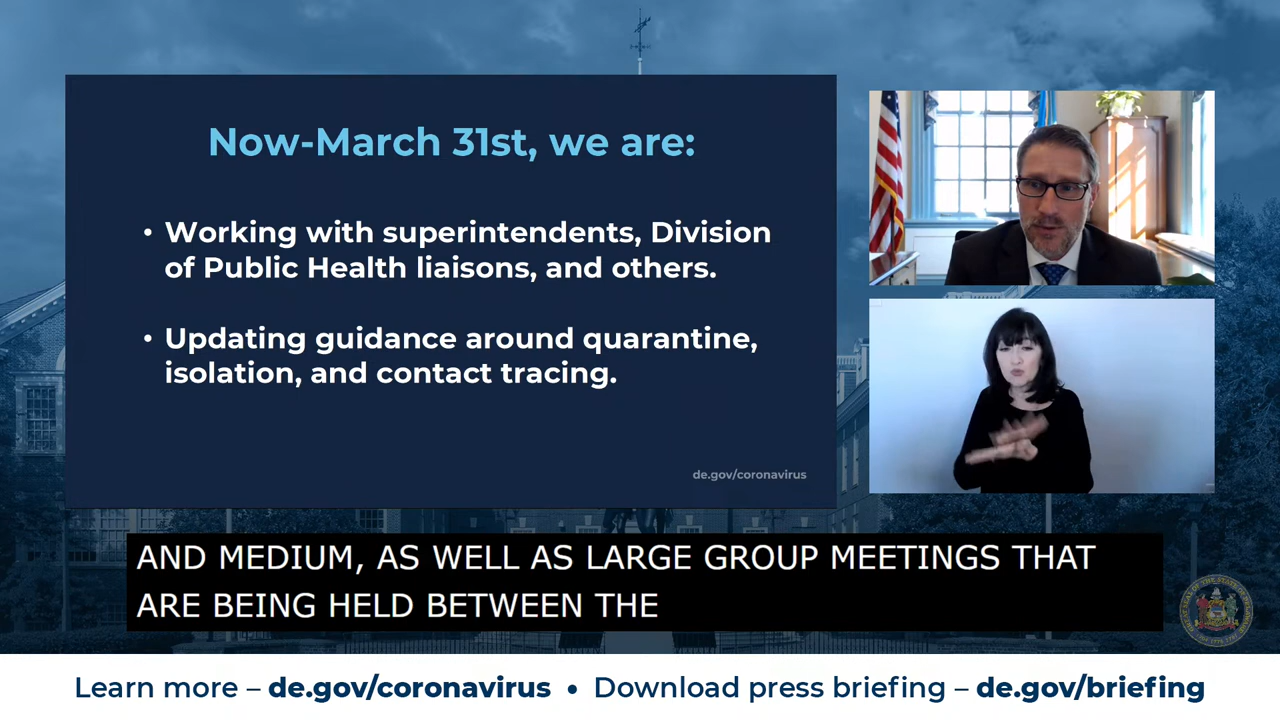 Now-March 31st, we are:
• Working with superintendents, Division
of Public Health liaisons, and others.
• Updating guidance around quarantine,
isolation, and contact tracing.
de.gov/coronavirus
AND MEDIUM, AS WELL AS LARGE GROUP MEETINGS THAT
ARE BEING HELD BETWEEN THE
Learn more – de.gov/coronavirus • Download press briefing – de.gov/briefing